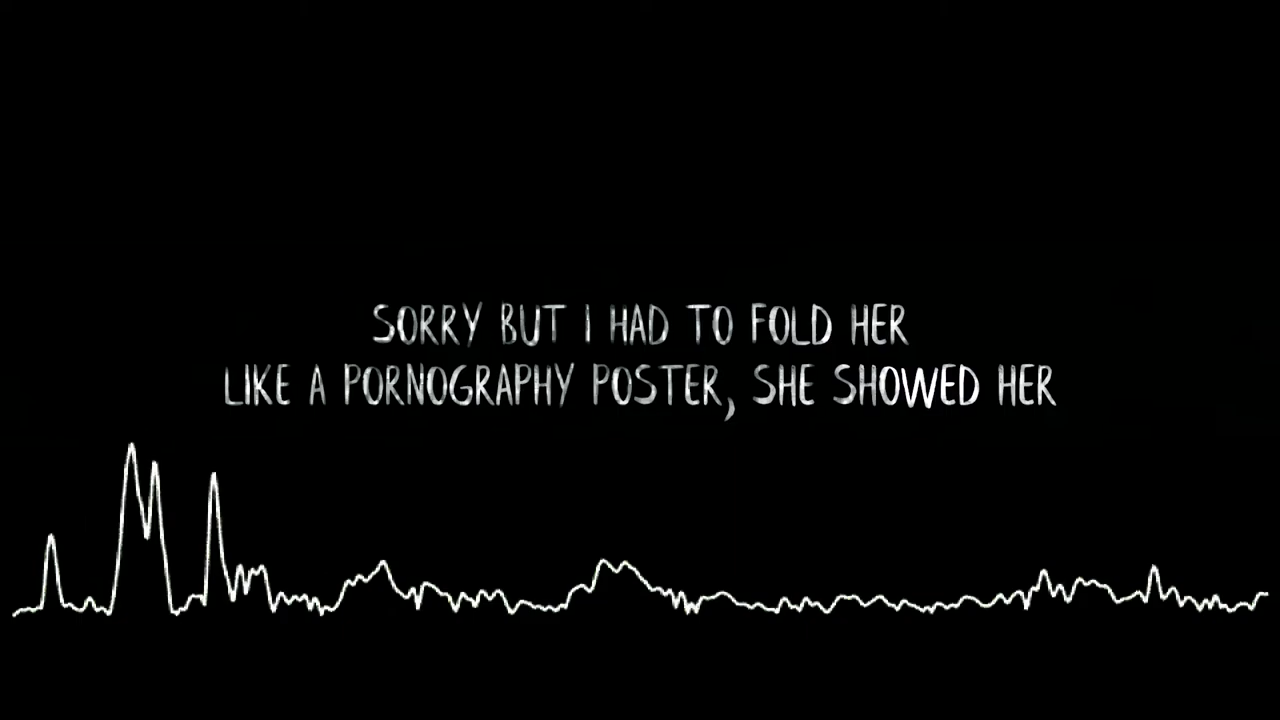 SORRY BUT I HAD TO FOLD HER
LIKE A PORNOGRAPHY POSTER, SHE SHOWED HER